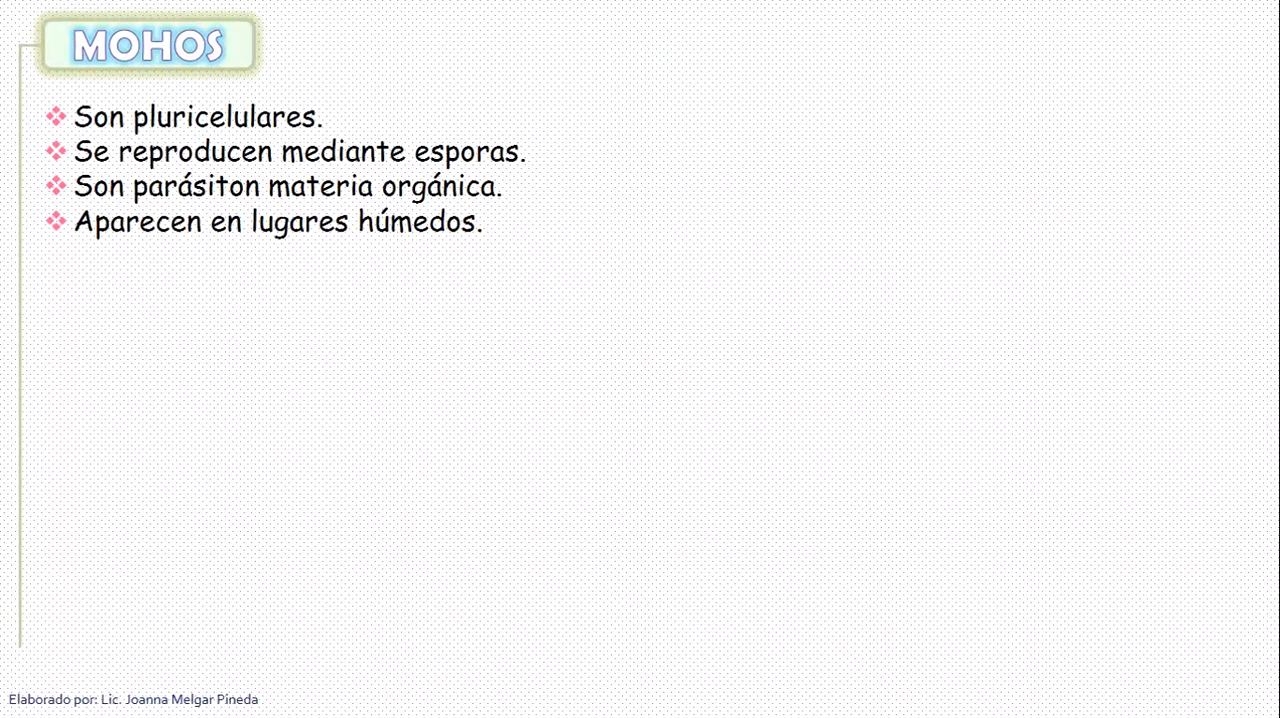 MOHOS
Son pluricelulares.
Se reproducen mediante esporas.
Son parásiton materia orgánica.
Aparecen en lugares húmedos.
Elaborado por: Lic. Joanna Melgar Pineda